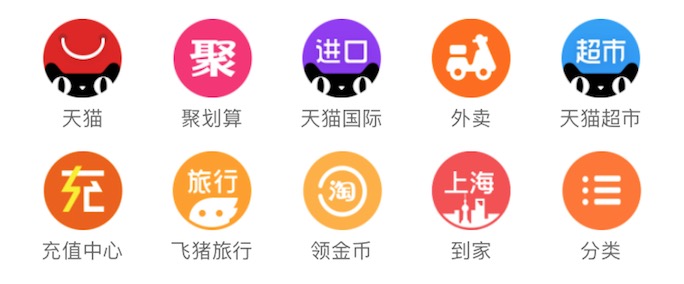 聚
进口
超市
天猫
聚划算
天猫国际
外卖
天猫超市
充
旅行
淘
上海
充值中心
飞猪旅行
领金币
到家
分类